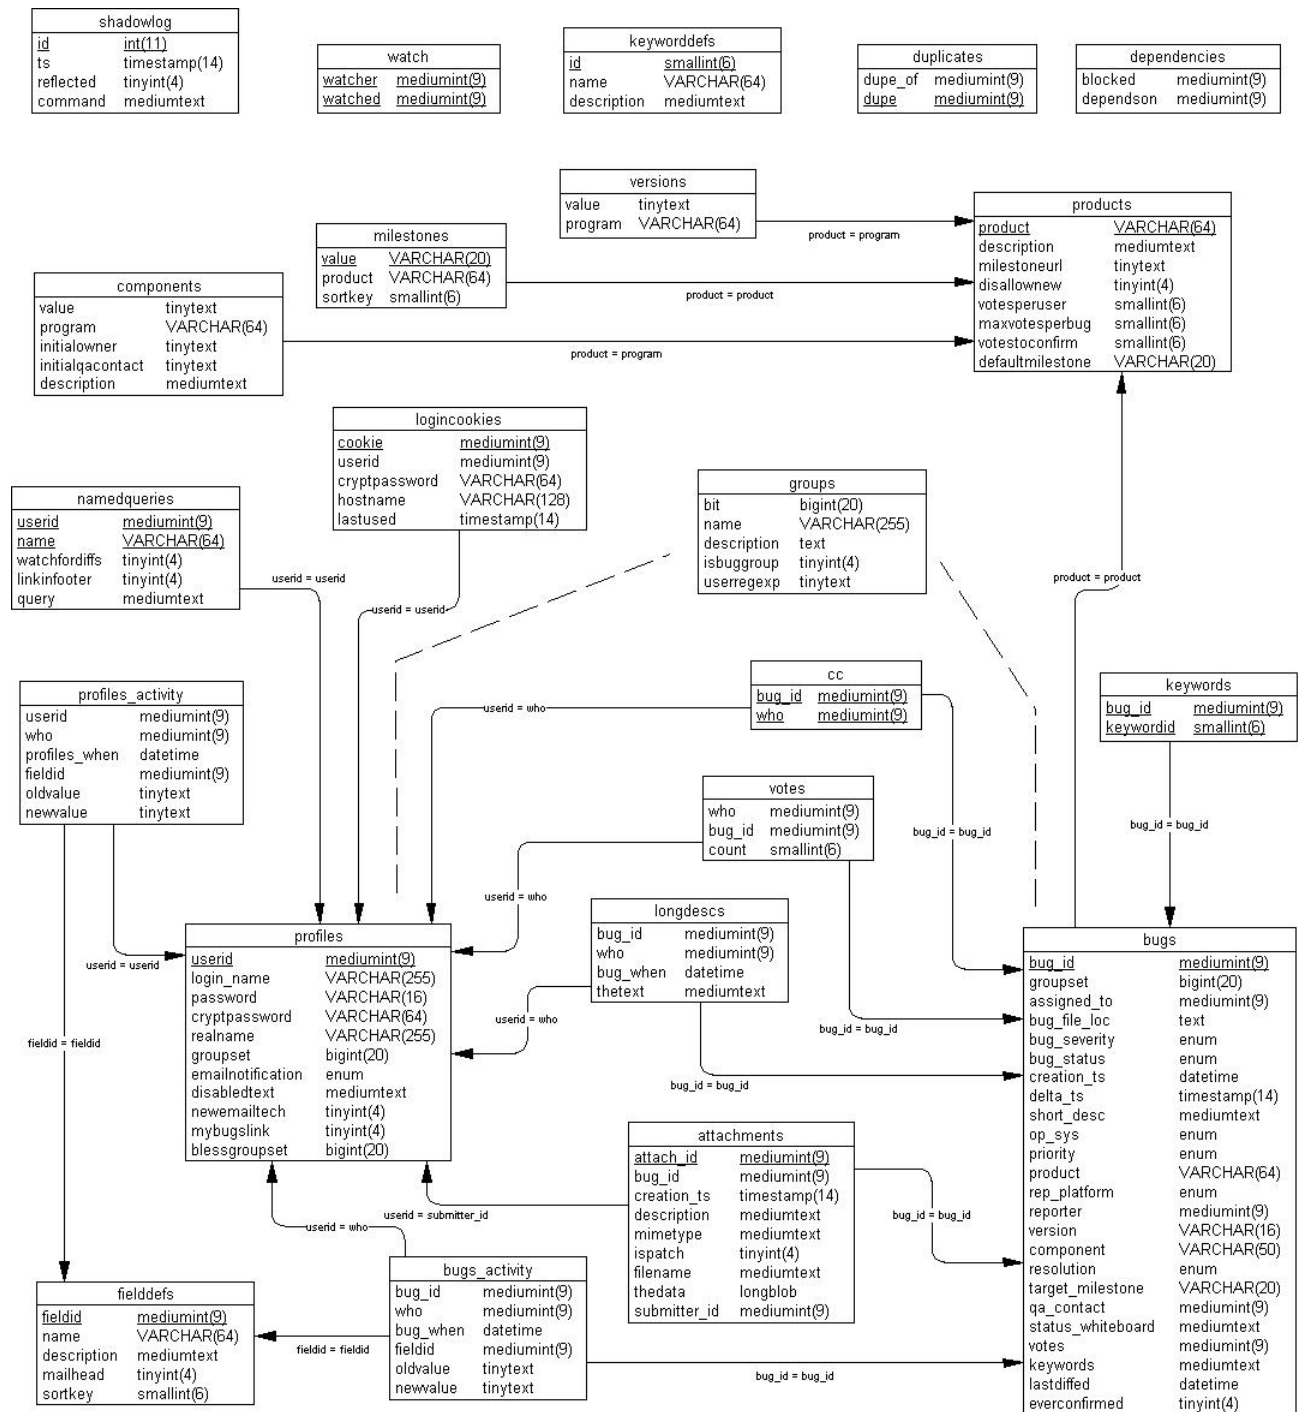 shadowlog
id int(11)
ts timestamp(14)
reflected tinyint(4)
command mediumtext
watch
watcher mediumint(9)
watched mediumint(9)
keyworddefs
id smallint(6)
name VARCHAR(64)
description mediumtext
duplicates
dupe_of mediumint(9)
dupe mediumint(9)
dependencies
blocked mediumint(9)
dependson mediumint(9)
versions
value tinytext
program VARCHAR(64)
product = program
products
product VARCHAR(64)
description mediumtext
milestoneurl tinytext
disallownew tinyint(4)
votesperuser smallint(6)
maxvotesperbug smallint(6)
votestoconfirm smallint(6)
defaultmilestone VARCHAR(20)
milestones
value VARCHAR(20)
product VARCHAR(64)
sortkey smallint(6)
product = product
components
value tinytext
program VARCHAR(64)
initialowner tinytext
initialqacontact tinytext
description mediumtext
product = program
logincookies
cookie mediumint(9)
userid mediumint(9)
cryptpassword VARCHAR(64)
hostname VARCHAR(128)
lastused timestamp(14)
namedqueries
userid mediumint(9)
name VARCHAR(64)
watchfordiffs tinyint(4)
linkinfooter tinyint(4)
query mediumtext
userid = userid
userid = userid
groups
bit bigint(20)
name VARCHAR(255)
description text
isbuggroup tinyint(4)
userregexp tinytext
product = product
profiles_activity
userid mediumint(9)
who mediumint(9)
profiles_when datetime
fieldid mediumint(9)
oldvalue tinytext
newvalue tinytext
cc
bug_id mediumint(9)
who mediumint(9)
userid = who
keywords
bug_id mediumint(9)
keywordid smallint(6)
votes
who mediumint(9)
bug_id mediumint(9)
count smallint(6)
bug_id = bug_id
bug_id = bug_id
userid = who
longdescs
bug_id mediumint(9)
who mediumint(9)
bug_when datetime
thetext mediumtext
userid = userid
userid = who
bug_id = bug_id
fieldid = fieldid
bug_id = bug_id
profiles
userid mediumint(9)
login_name VARCHAR(255)
password VARCHAR(16)
cryptpassword VARCHAR(64)
realname VARCHAR(255)
groupset bigint(20)
emailnotification enum
disabledtext mediumtext
newemailtech tinyint(4)
mybugslink tinyint(4)
blessgroupset bigint(20)
bugs
bug_id mediumint(9)
groupset bigint(20)
assigned_to mediumint(9)
bug_file_loc text
bug_severity enum
bug_status enum
creation_ts datetime
delta_ts timestamp(14)
short_desc mediumtext
op_sys enum
priority enum
product VARCHAR(64)
rep_platform enum
reporter mediumint(9)
version VARCHAR(16)
component VARCHAR(50)
resolution enum
target_milestone VARCHAR(20)
qa_contact mediumint(9)
status_whiteboard mediumtext
votes mediumint(9)
keywords mediumtext
lastdiffed datetime
everconfirmed tinyint(4)
attachments
attach_id mediumint(9)
bug_id mediumint(9)
creation_ts timestamp(14)
description mediumtext
mimetype mediumtext
ispatch tinyint(4)
filename mediumtext
thedata longblob
submitter_id mediumint(9)
userid = submitter_id
bug_id = bug_id
userid = who
bugs_activity
bug_id mediumint(9)
who mediumint(9)
bug_when datetime
fieldid mediumint(9)
oldvalue tinytext
newvalue tinytext
fielddefs
fieldid mediumint(9)
name VARCHAR(64)
description mediumtext
mailhead tinyint(4)
sortkey smallint(6)
fieldid = fieldid
bug_id = bug_id